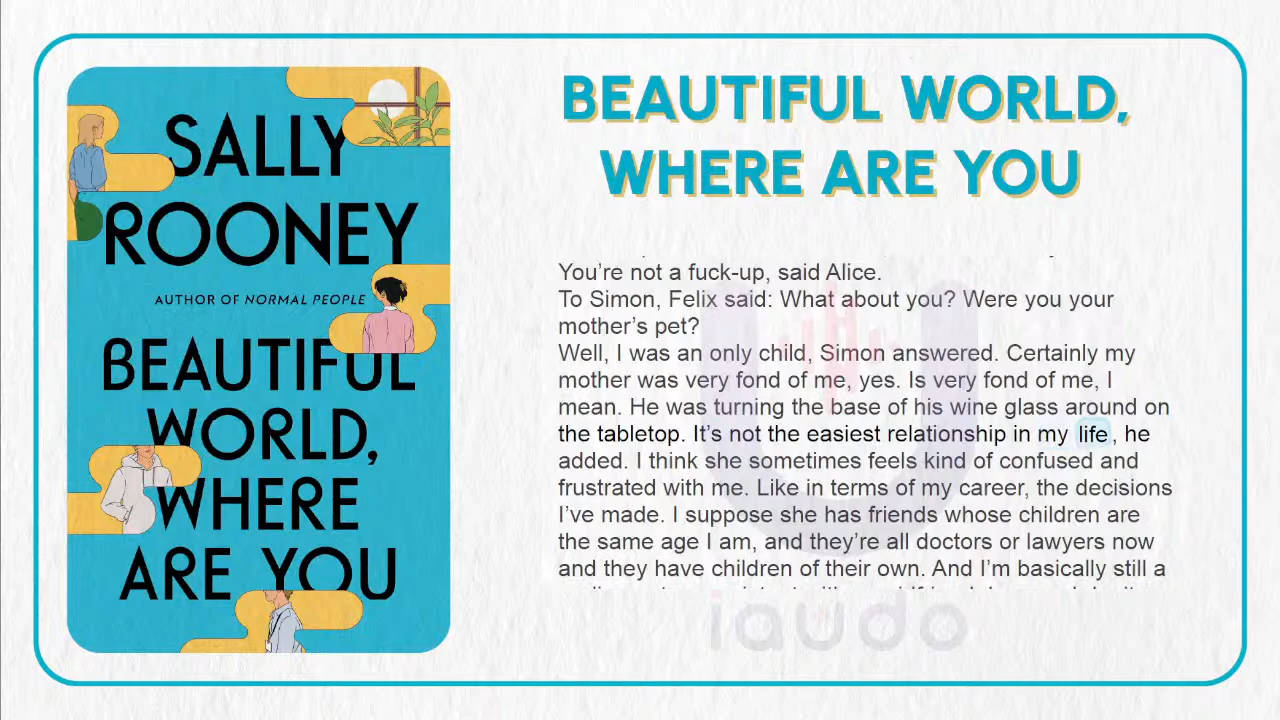 SALLY
ROONEY
AUTHOR OF NORMAL PEOPLE
BEAUTIFUL
WORLD,
WHERE
ARE YOU
BEAUTIFUL WORLD,
WHERE ARE YOU
You’re not a fuck-up, said Alice.
To Simon, Felix said: What about you? Were you your
mother’s pet?
Well, I was an only child, Simon answered. Certainly my
mother was very fond of me, yes. Is very fond of me, I
mean. He was turning the base of his wine glass around on
the tabletop. It’s not the easiest relationship in my life, he
added. I think she sometimes feels kind of confused and
frustrated with me. Like in terms of my career, the decisions
I’ve made. I suppose she has friends whose children are
the same age I am, and they’re all doctors or lawyers now
and they have children of their own. And I’m basically still a
iaudo